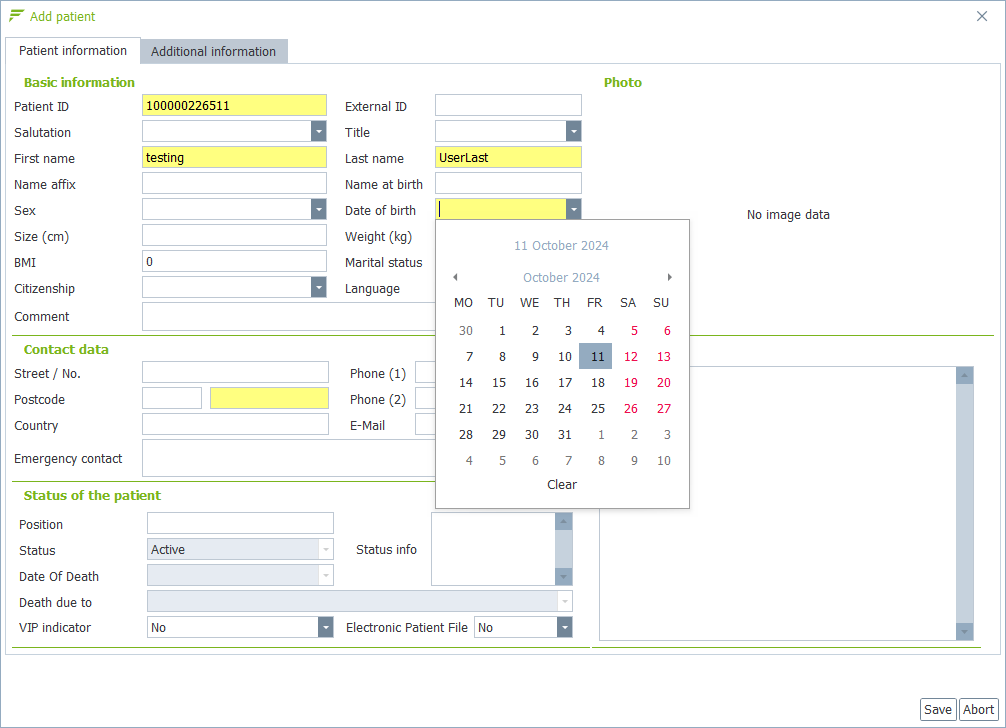 Add patient
Patient information Additional information
Basic information Photo
Patient ID 100000226511 External ID
Salutation Title
First name testing Last name UserLast
Name affix Name at birth
Sex Date of birth
No image data
Size (cm) Weight (kg)
BMI 0 Marital status
Citizenship Language
Comment
11 October 2024
October 2024
MO TU WE TH FR SA SU
30 1 2 3 4 5 6
7 8 9 10 11 12 13
14 15 16 17 18 19 20
21 22 23 24 25 26 27
28 29 30 31 1 2 3
4 5 6 7 8 9 10
Clear
Contact data
Street / No. Phone (1)
Postcode Phone (2)
Country E-Mail
Emergency contact
Status of the patient
Position
Status Active Status info
Date Of Death
Death due to
VIP indicator No Electronic Patient File No
Save Abort